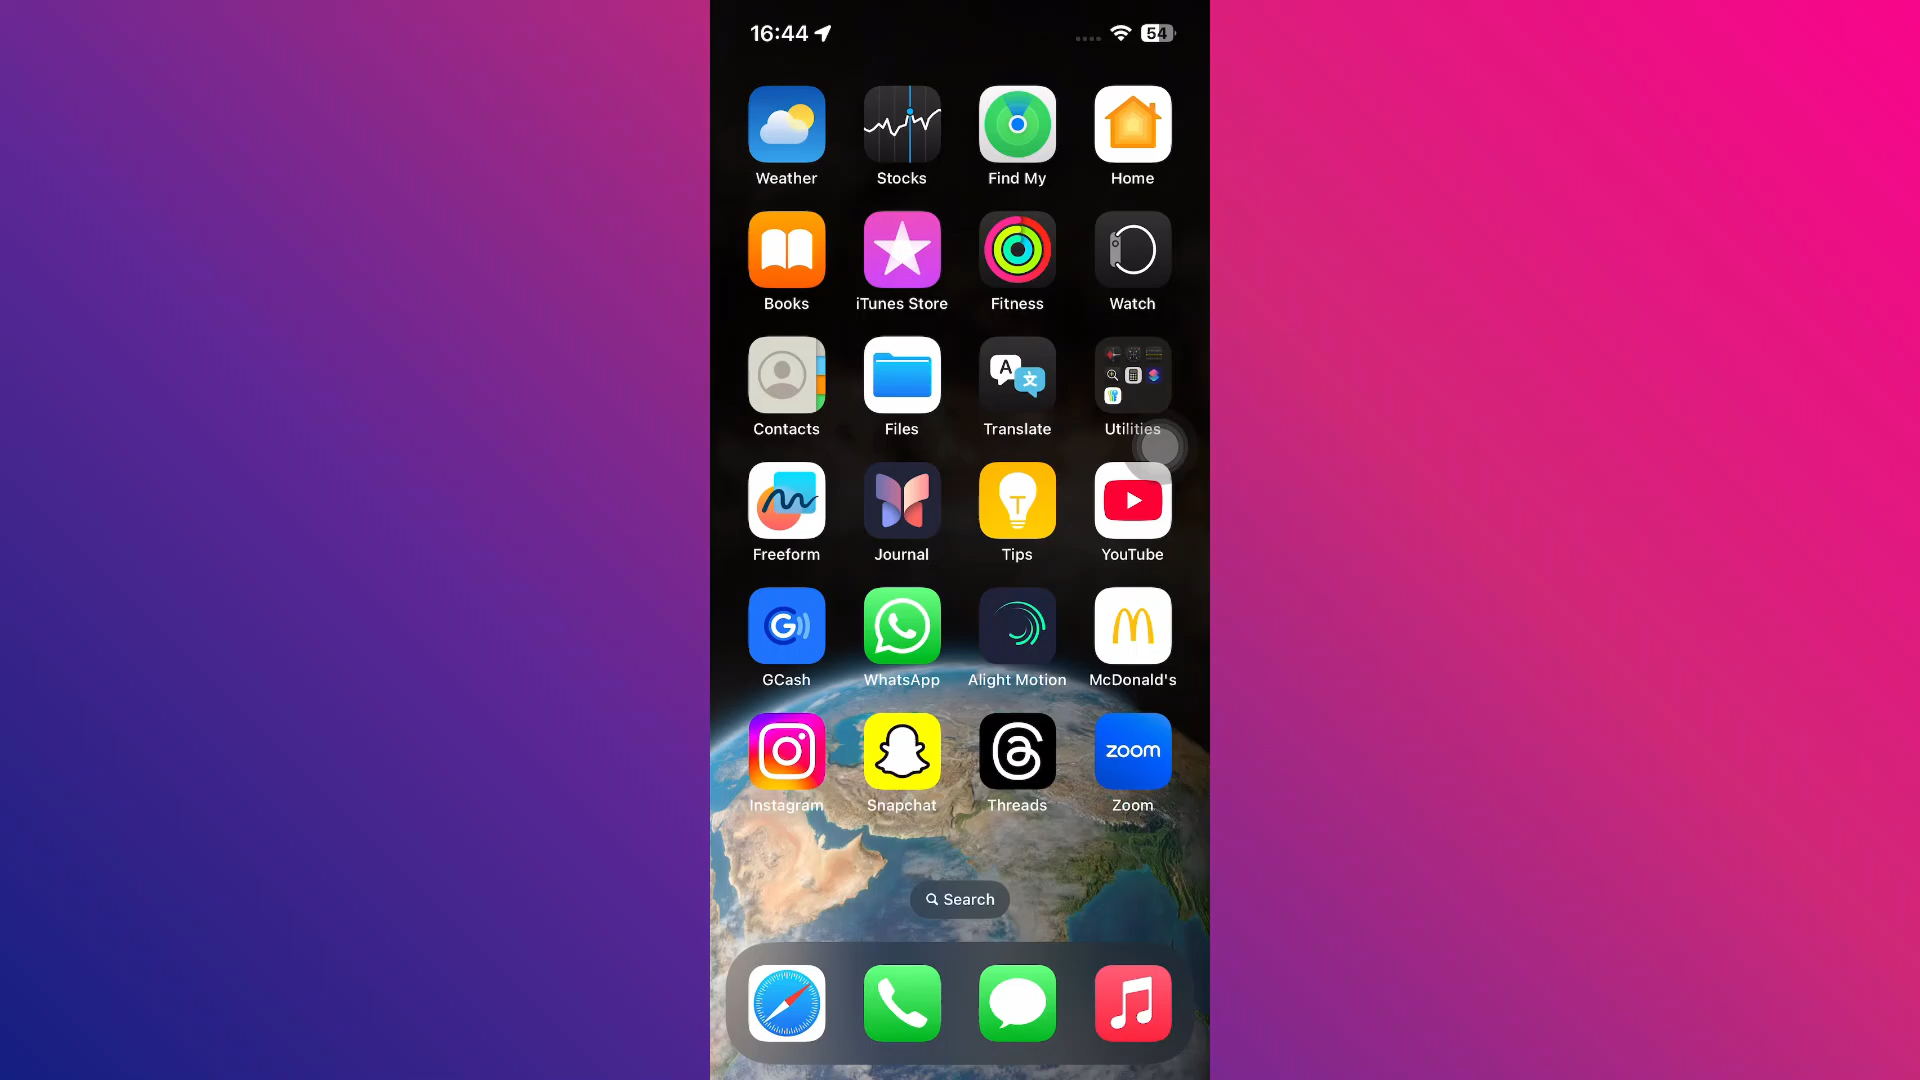 16:44 54
Weather Stocks Find My Home
Books iTunes Store Fitness Watch
Contacts Files Translate Utilities
A 文
Freeform Journal Tips YouTube
T
GCash WhatsApp Alight Motion McDonald's
G
Instagram Snapchat Threads Zoom
zoom
Search